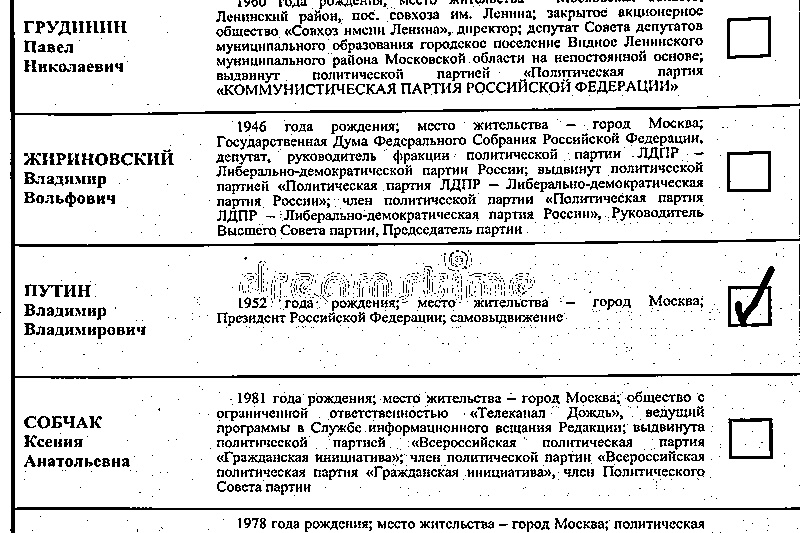 1960 года рождения; место жительства – Московская область,
ГРУДИНИН
Павел
Николаевич
Ленинский район, пос. совхоза им. Ленина; закрытое акционерное
общество «Совхоз имени Ленина», директор; депутат Совета депутатов
муниципального образования городское поселение Видное Ленинского
муниципального района Московской области на непостоянной основе;
выдвинут политической партией «Политическая партия
«КОММУНИСТИЧЕСКАЯ ПАРТИЯ РОССИЙСКОЙ ФЕДЕРАЦИИ»
ЖИРИНОВСКИЙ
Владимир
Вольфович
1946 года рождения; место жительства – город Москва;
Государственная Дума Федерального Собрания Российской Федерации,
депутат, руководитель фракции политической партии ЛДПР –
Либерально-демократической партии России; выдвинут политической
партией «Политическая партия ЛДПР – Либерально-демократическая
партия России»; член политической партии «Политическая партия
ЛДПР – Либерально-демократическая партия России», Руководитель
Высшего Совета партии, Председатель партии
ПУТИН
Владимир
Владимирович
dreamstime
1952 года рождения; место жительства – город Москва;
Президент Российской Федерации; самовыдвижение
СОБЧАК
Ксения
Анатольевна
1981 года рождения; место жительства – город Москва; общество с
ограниченной ответственностью «Телеканал Дождь», ведущий
программы в Службе информационного вещания Редакции; выдвинута
политической партией «Всероссийская политическая партия
«Гражданская инициатива»; член политической партии «Всероссийская
политическая партия «Гражданская инициатива», член Политического
Совета партии
1978 года рождения; место жительства – город Москва; политическая